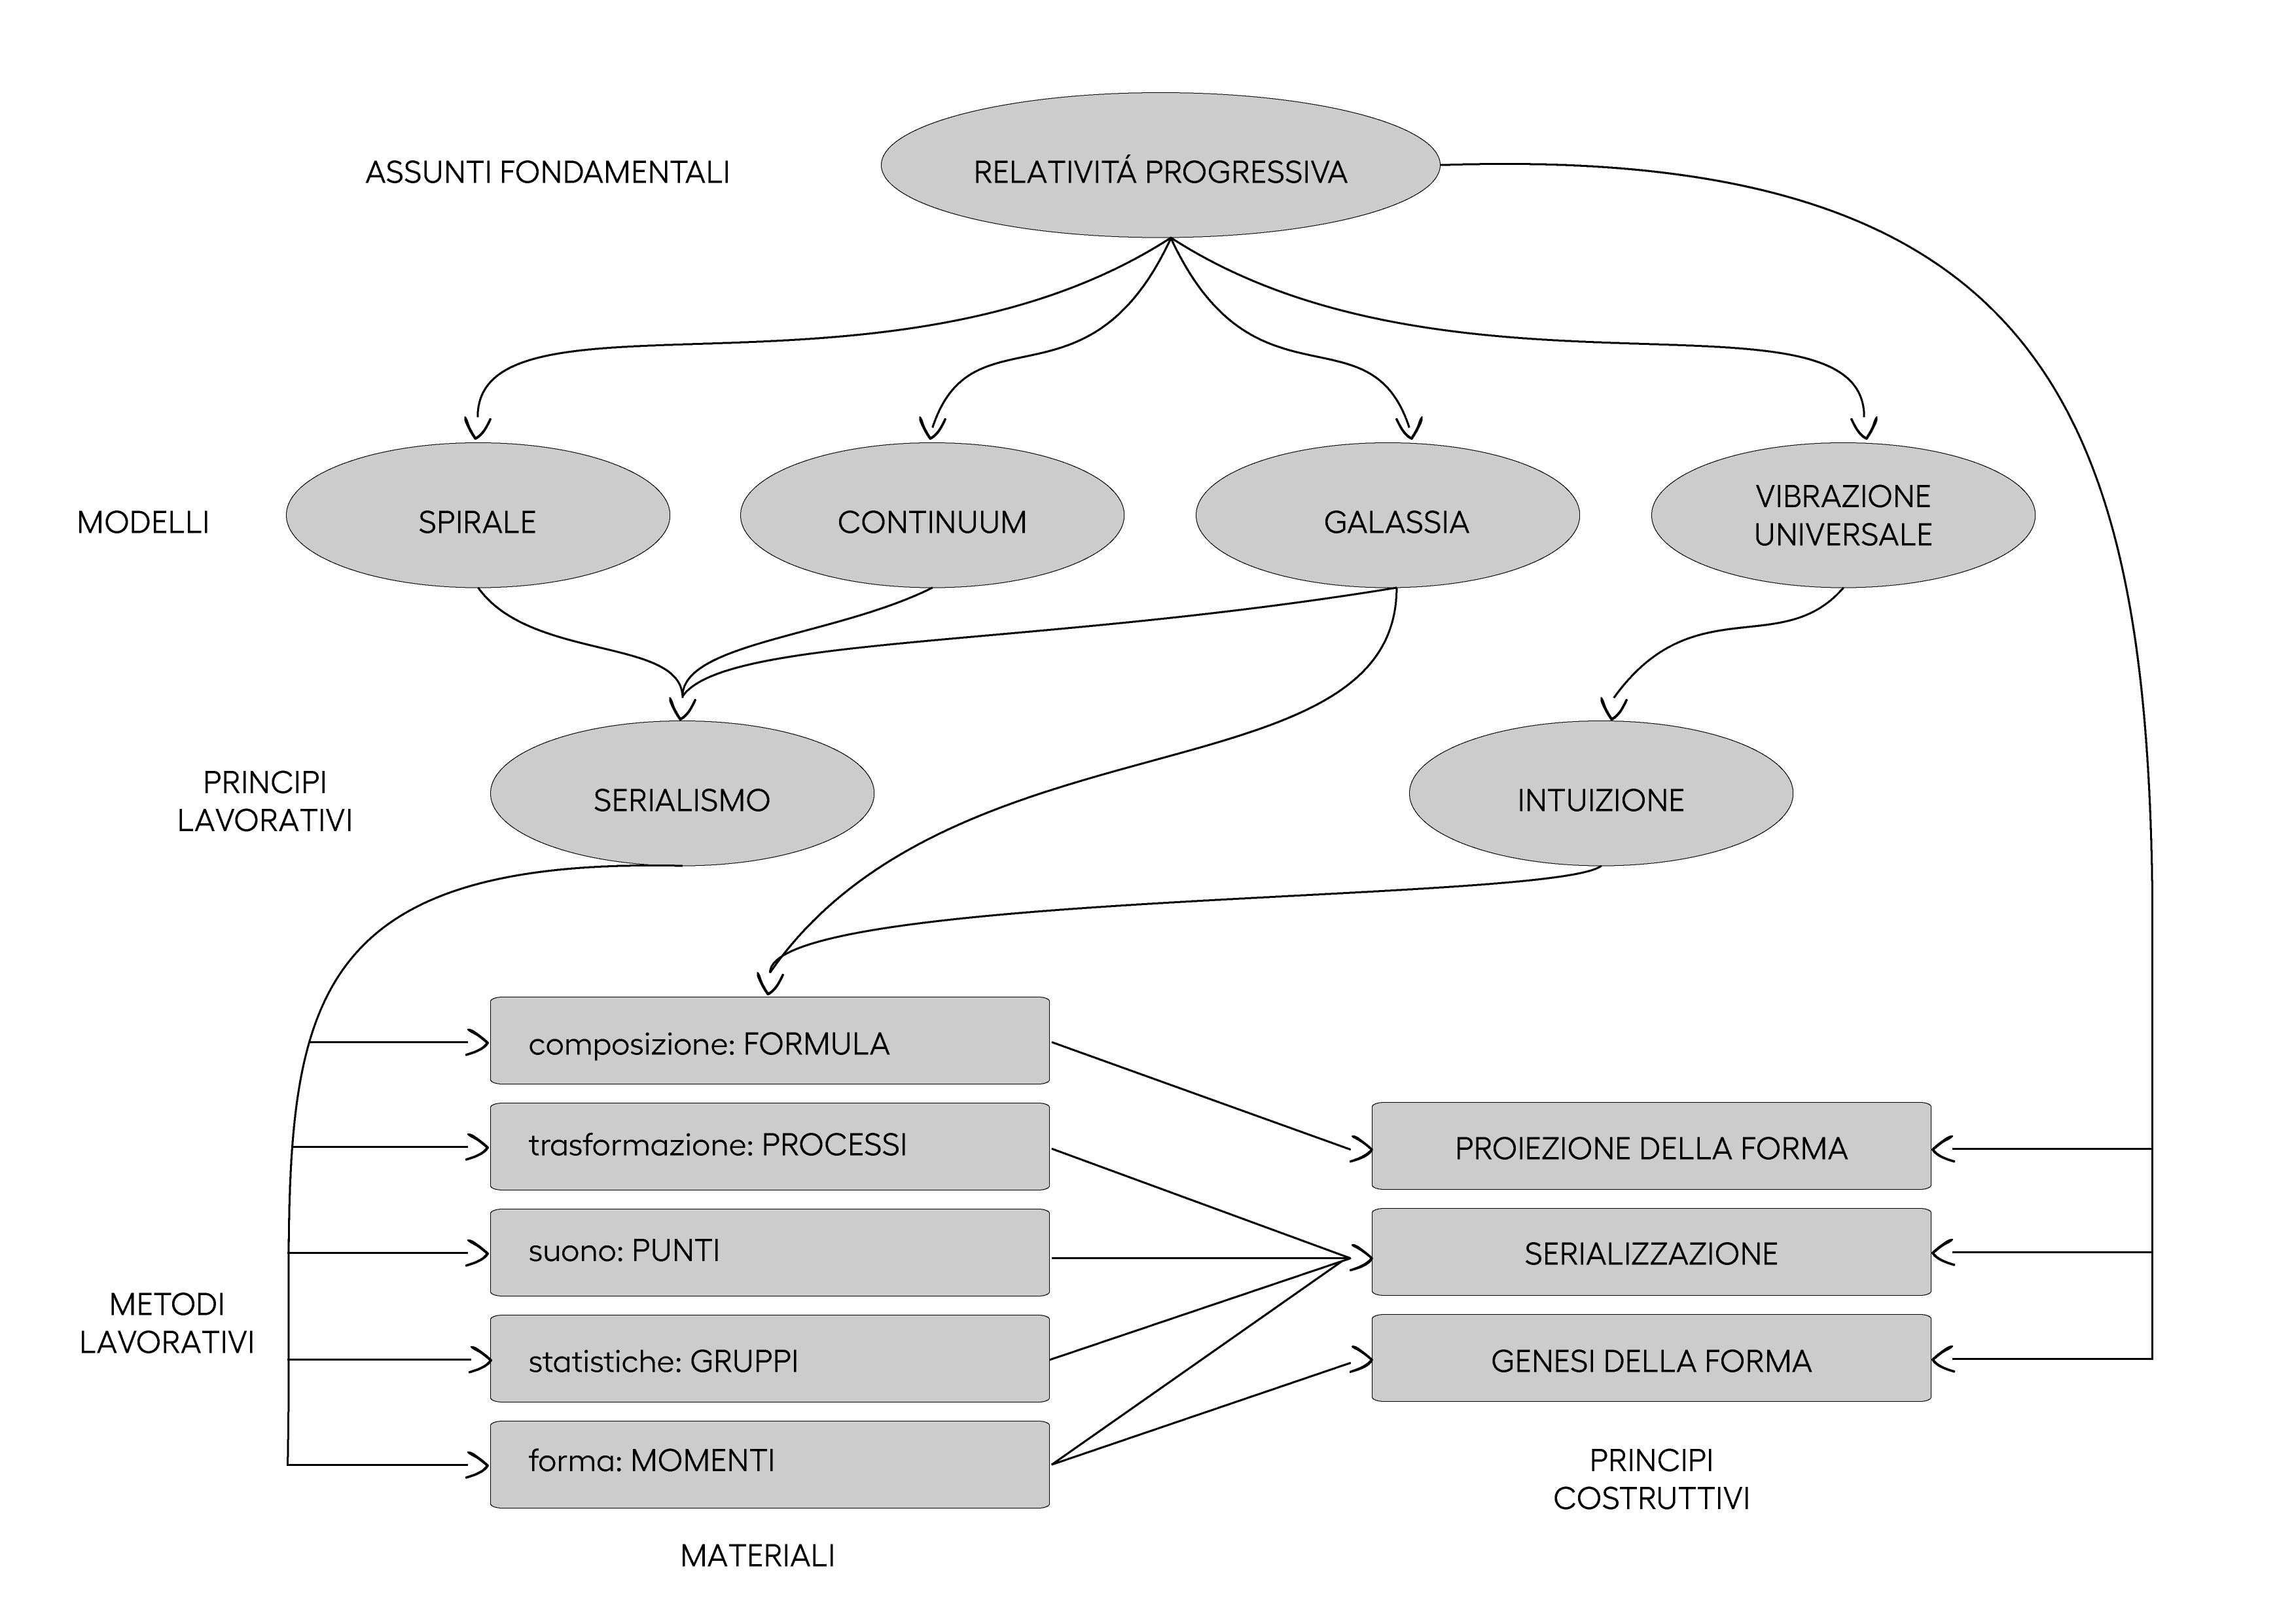 ASSUNTI FONDAMENTALI
RELATIVITÁ PROGRESSIVA
MODELLI
SPIRALE
CONTINUUM
GALASSIA
VIBRAZIONE
UNIVERSALE
PRINCIPI
LAVORATIVI
SERIALISMO
INTUIZIONE
METODI
LAVORATIVI
composizione: FORMULA
trasformazione: PROCESSI
suono: PUNTI
statistiche: GRUPPI
forma: MOMENTI
MATERIALI
PROIEZIONE DELLA FORMA
SERIALIZZAZIONE
GENESI DELLA FORMA
PRINCIPI
COSTRUTTIVI